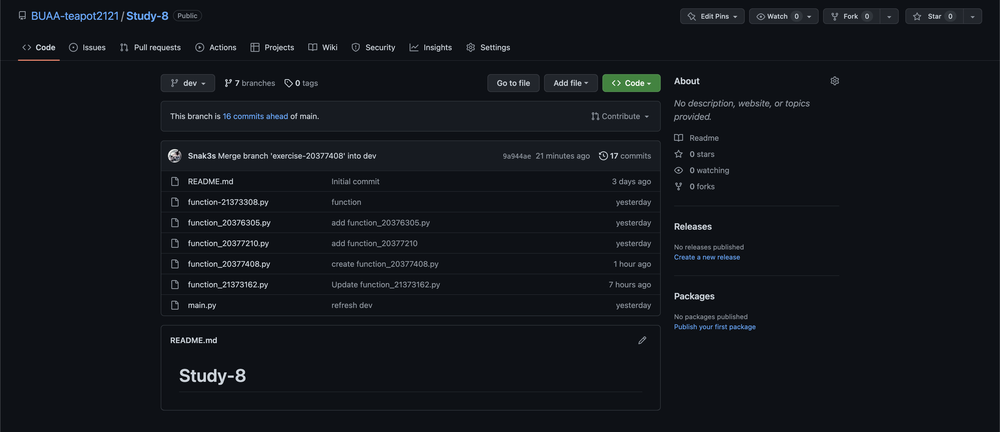 BUAA-teapot2121 / Study-8 Public
Edit Pins Watch 0 Fork 0 Star 0
Code Issues Pull requests Actions Projects Wiki Security Insights Settings
dev 7 branches 0 tags Go to file Add file Code
This branch is 16 commits ahead of main. Contribute
Snak3s Merge branch 'exercise-20377408' into dev 9a944ae 21 minutes ago 17 commits
README.md Initial commit 3 days ago
function-21373308.py function yesterday
function_20376305.py add function_20376305.py yesterday
function_20377210.py add function_20377210 yesterday
function_20377408.py create function_20377408.py 1 hour ago
function_21373162.py Update function_21373162.py 7 hours ago
main.py refresh dev yesterday
README.md
Study-8
About
No description, website, or topics
provided.
Readme
0 stars
0 watching
0 forks
Releases
No releases published
Create a new release
Packages
No packages published
Publish your first package